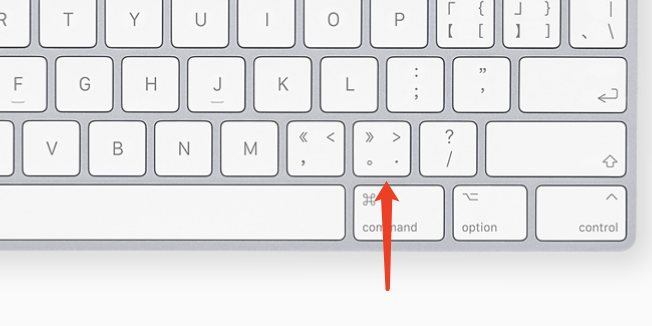 R T Y U I O P 「 { 【 [ 」 } 】 ] | 、 \
F G H J K L : ; ” ’
V B N M 《 < , 》 > 。 . ? /
⌘ ⌥ ^
command option control